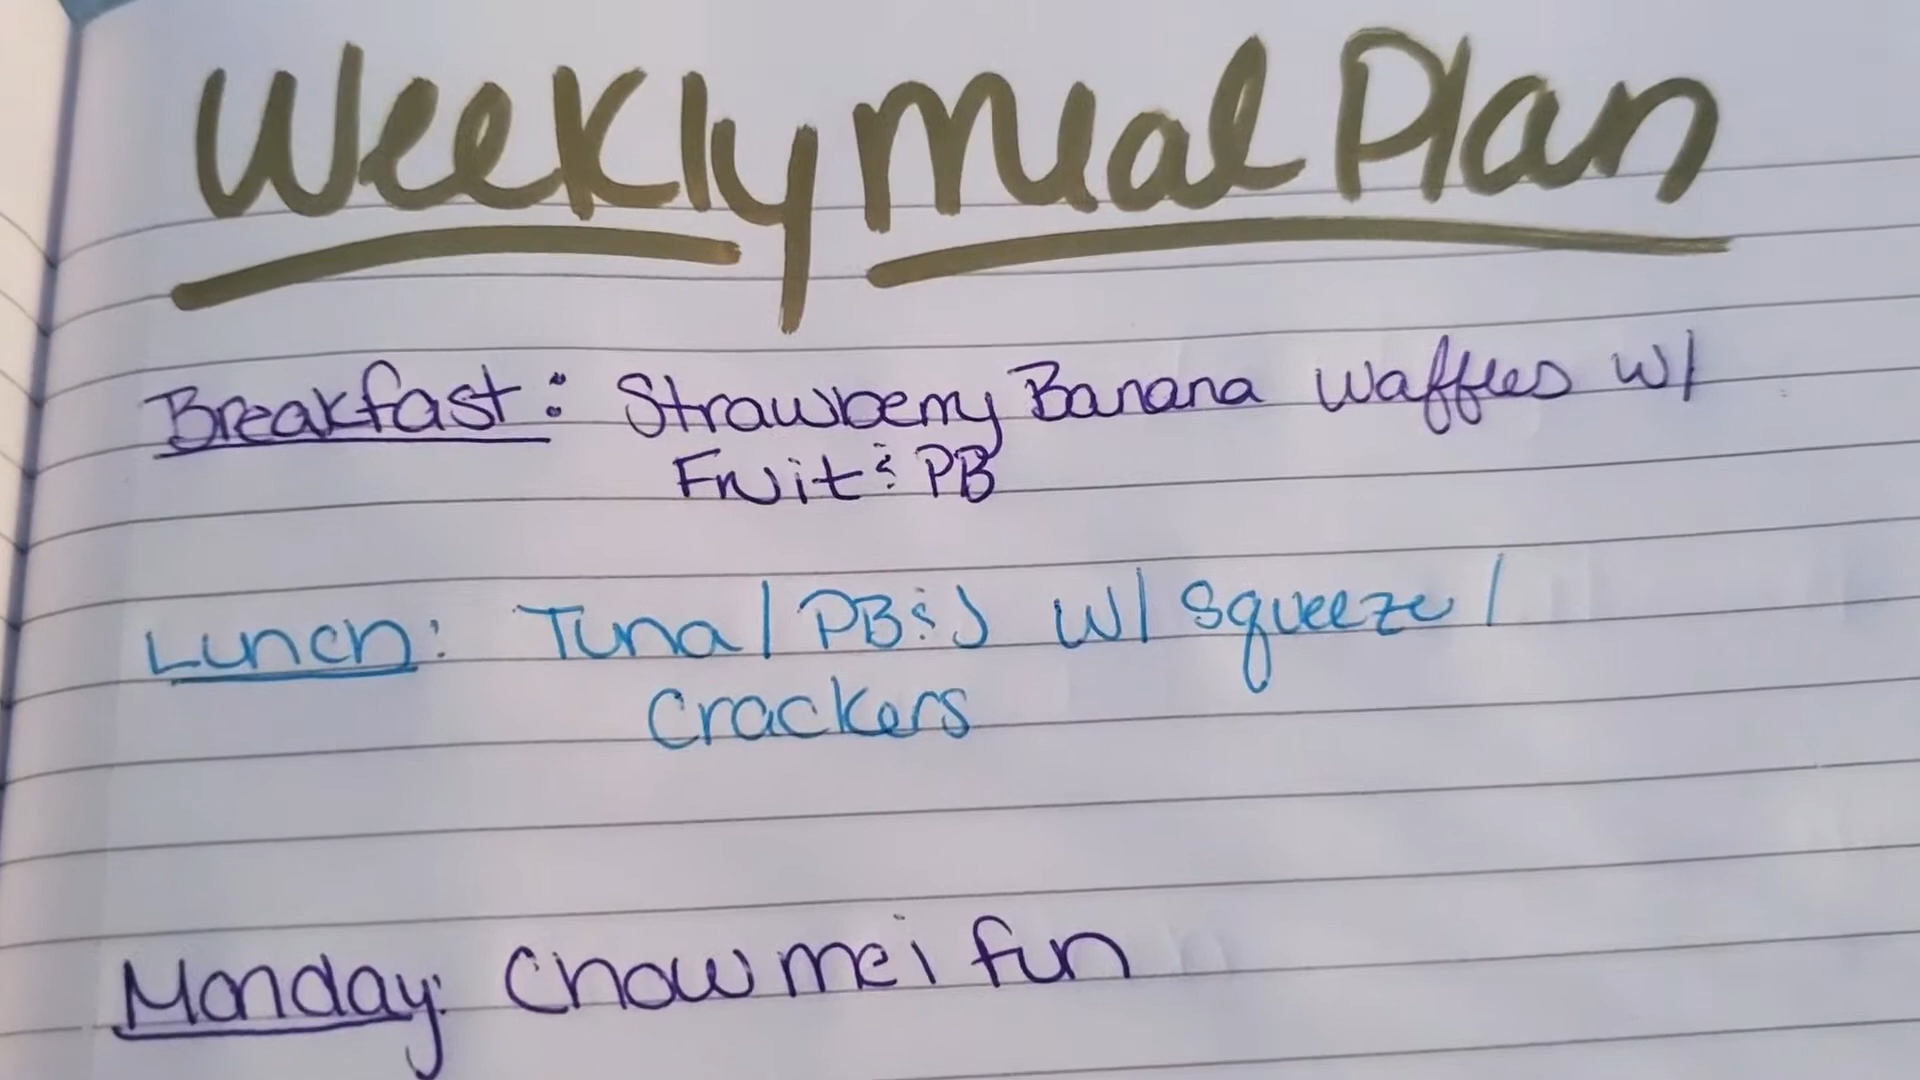 Weekly Meal Plan
Breakfast: Strawberry Banana Waffles w/
Fruit & PB
Lunch: Tuna / PB&J w/ Squeeze /
Crackers
Monday: Chow mei fun